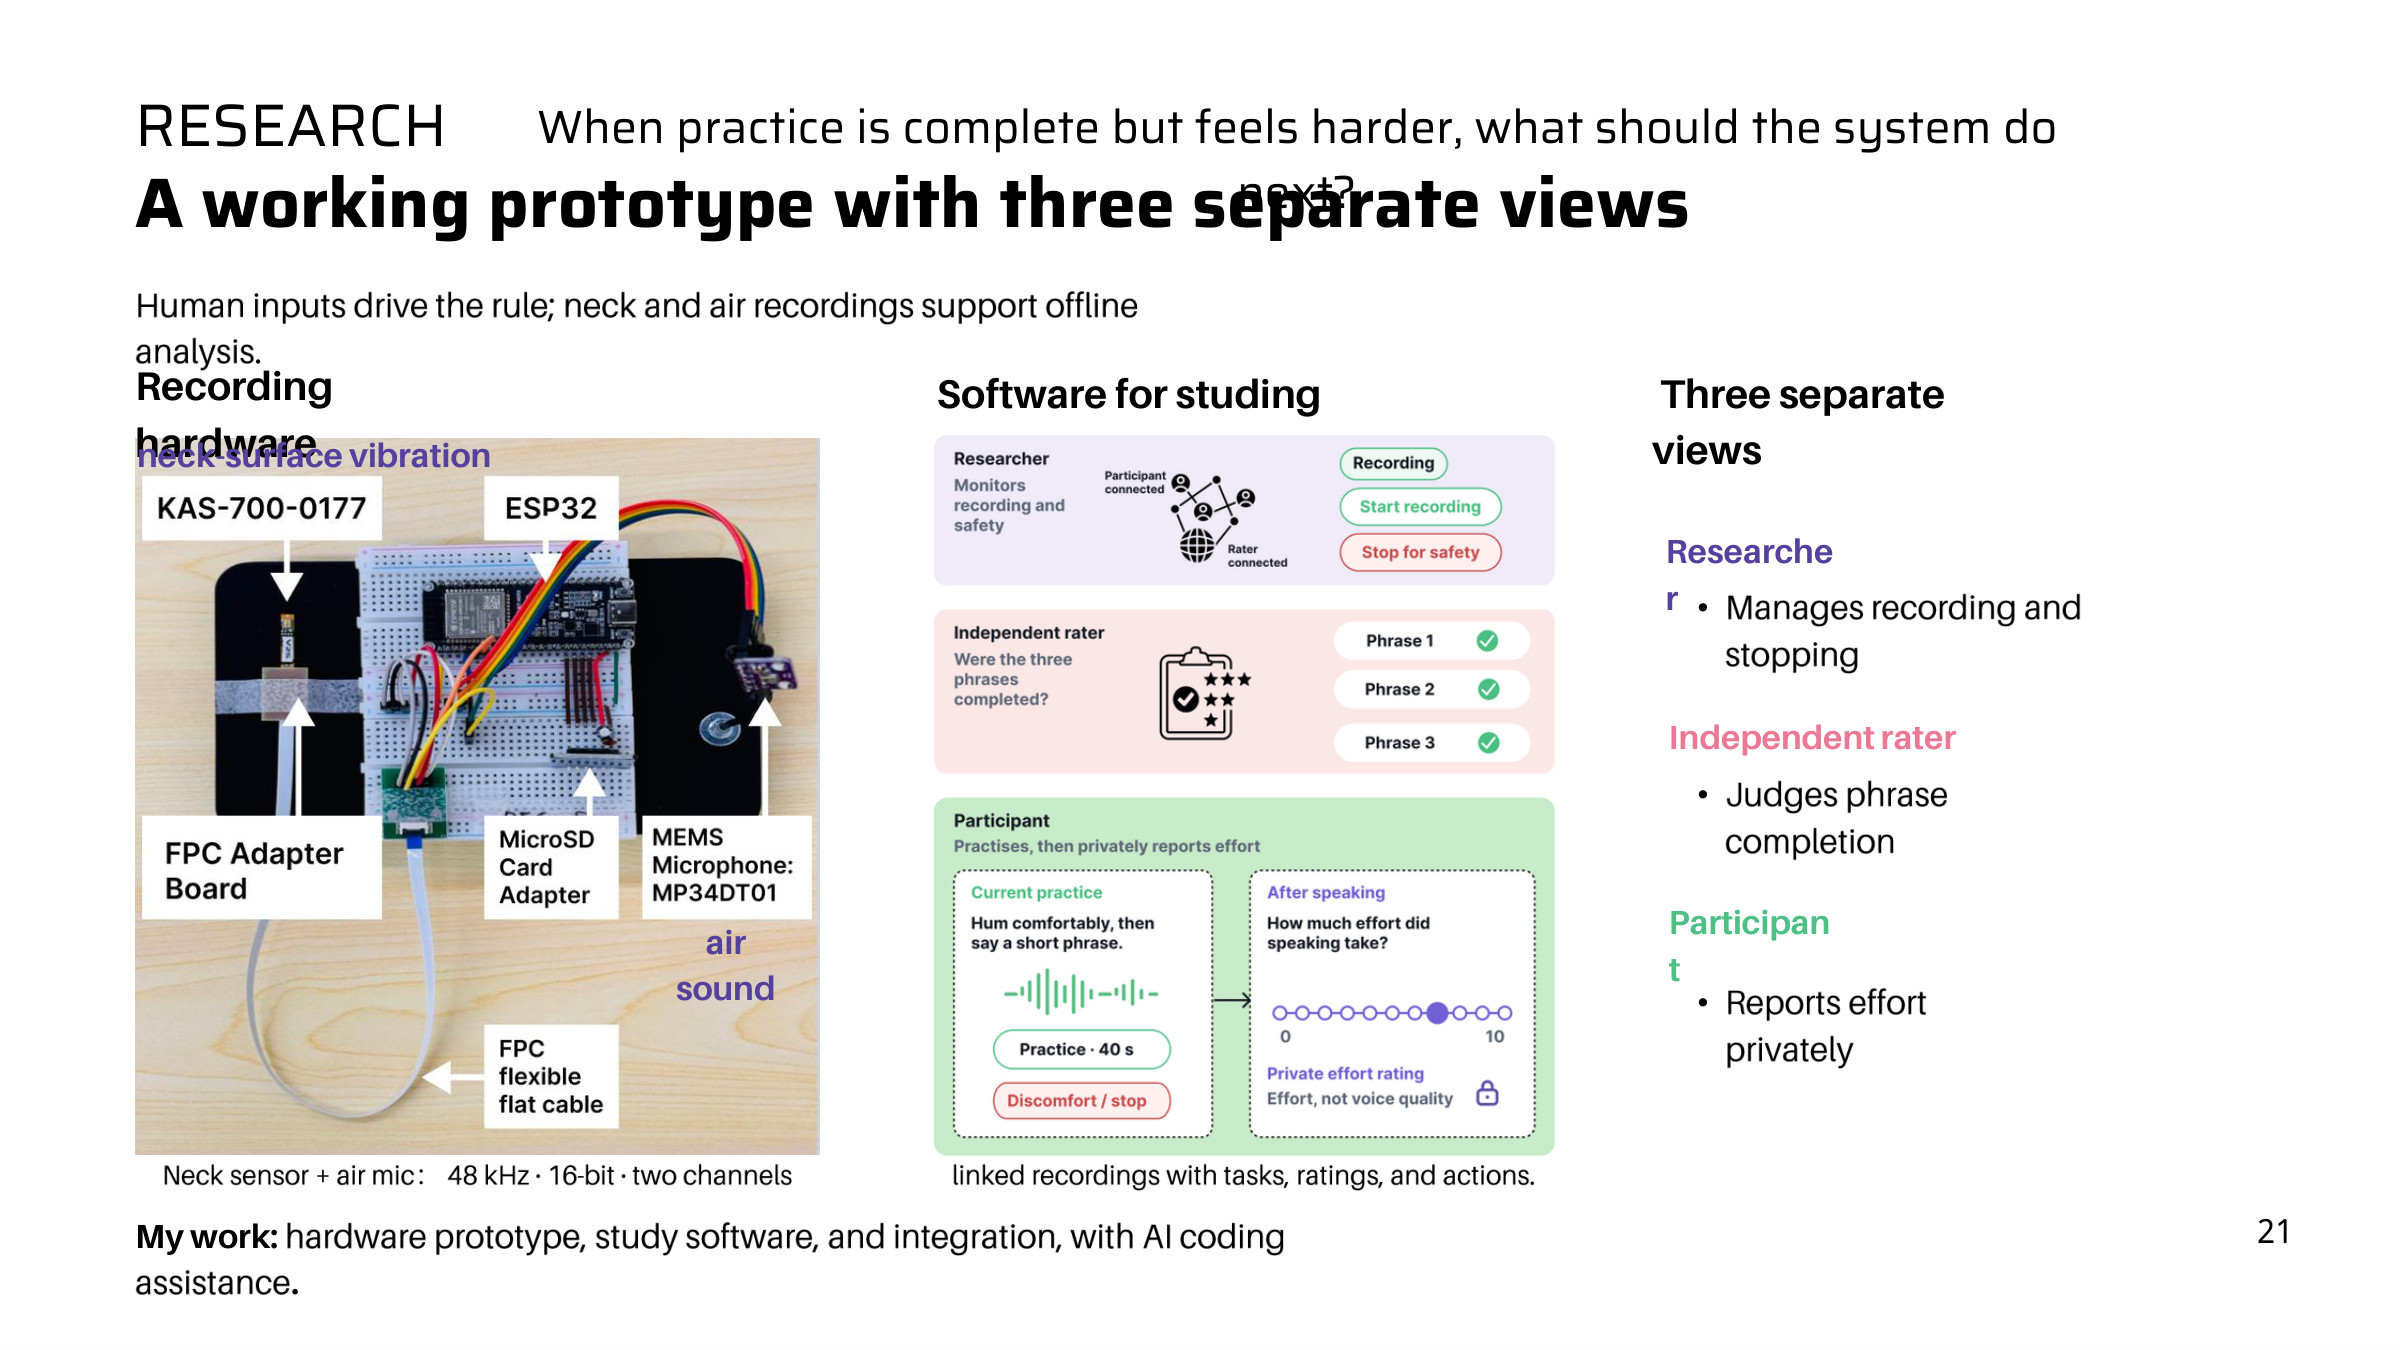 RESEARCH
When practice is complete but feels harder, what should the system do
next?
A working prototype with three separate views
Human inputs drive the rule; neck and air recordings support offline
analysis.
Recording
hardware
neck-surface vibration
KAS-700-0177
ESP32
FPC Adapter
Board
MicroSD
Card
Adapter
MEMS
Microphone:
MP34DT01
air
sound
FPC
flexible
flat cable
Neck sensor + air mic: 48 kHz · 16-bit · two channels
Software for studing
Researcher
Monitors
recording and
safety
Participant
connected
Rater
connected
Recording
Start recording
Stop for safety
Independent rater
Were the three
phrases
completed?
Phrase 1
Phrase 2
Phrase 3
Participant
Practises, then privately reports effort
Current practice
Hum comfortably, then
say a short phrase.
Practice · 40 s
Discomfort / stop
After speaking
How much effort did
speaking take?
0 10
Private effort rating
Effort, not voice quality
linked recordings with tasks, ratings, and actions.
Three separate
views
Researche
r
• Manages recording and
stopping
Independent rater
• Judges phrase
completion
Participan
t
• Reports effort
privately
My work: hardware prototype, study software, and integration, with AI coding
assistance.
21